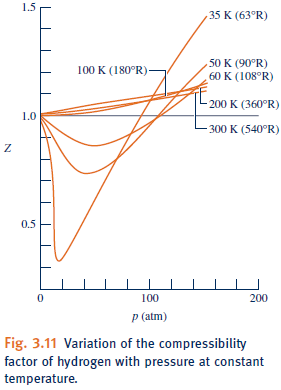 1.5
35 K (63°R)
50 K (90°R)
100 K (180°R)
60 K (108°R)
200 K (360°R)
1.0
300 K (540°R)
Z
0.5
0
100
200
p (atm)
Fig. 3.11 Variation of the compressibility
factor of hydrogen with pressure at constant
temperature.